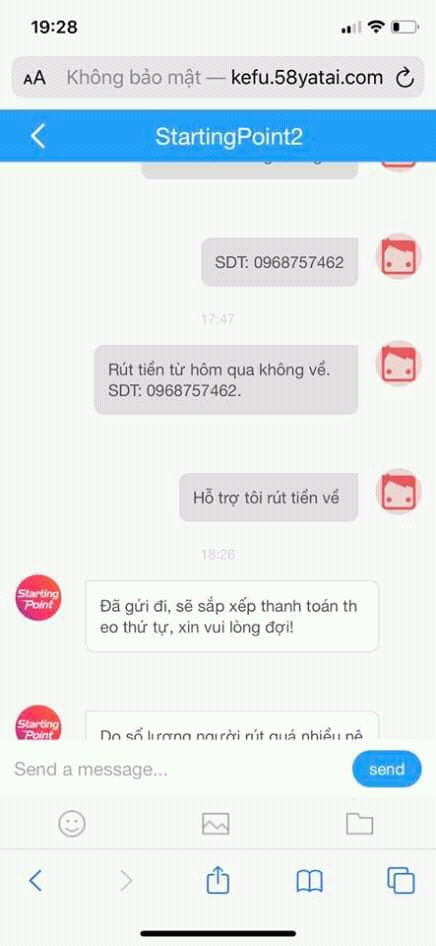 19:28
AA Không bảo mật — kefu.58yatai.com
StartingPoint2
SDT: 0968757462
17:47
Rút tiền từ hôm qua không về.
SDT: 0968757462.
Hỗ trợ tôi rút tiền về
18:26
Starting
Point
Đã gửi đi, sẽ sắp xếp thanh toán th
eo thứ tự, xin vui lòng đợi!
Starting
Point
Do số lượng người rút quá nhiều nê
Send a message...
send